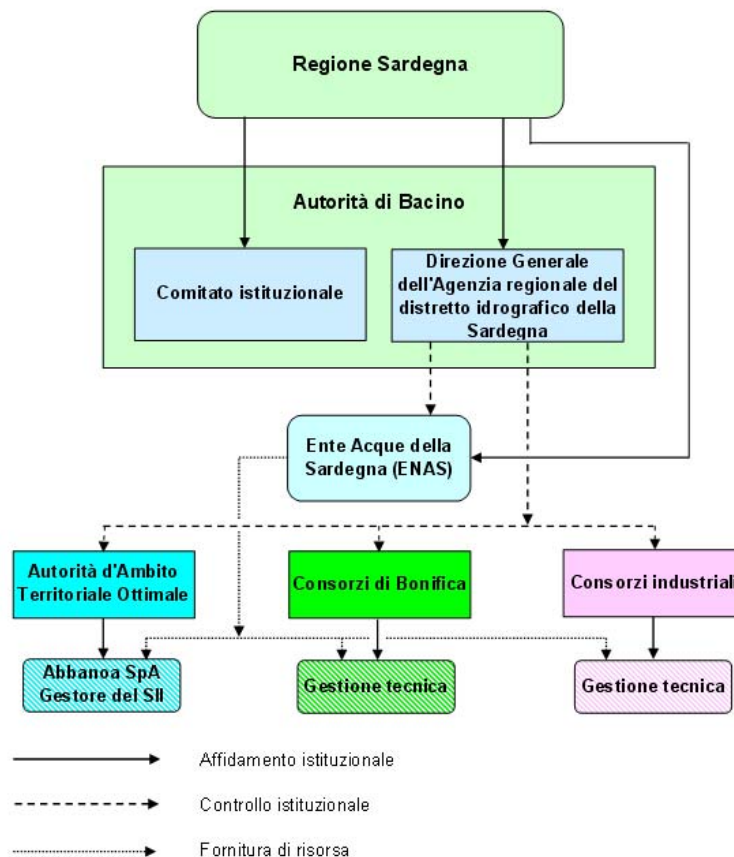 Regione Sardegna
Autorità di Bacino
Comitato istituzionale
Direzione Generale
dell'Agenzia regionale del
distretto idrografico della
Sardegna
Ente Acque della
Sardegna (ENAS)
Autorità d'Ambito
Territoriale Ottimale
Consorzi di Bonifica
Consorzi industriali
Abbanoa SpA
Gestore del SII
Gestione tecnica
Gestione tecnica
Affidamento istituzionale
Controllo istituzionale
Fornitura di risorsa